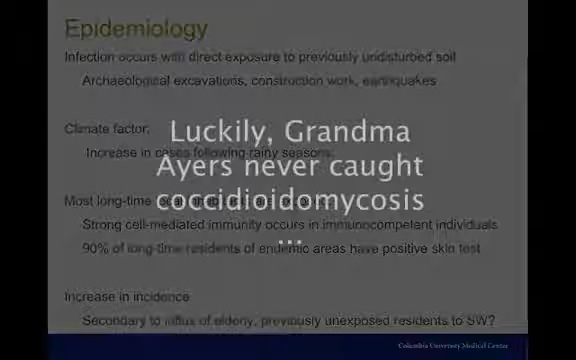 Epidemiology
Infection occurs with direct exposure to previously undisturbed soil
Archaeological excavations, construction work, earthquakes
Climate factor:
Increase in cases following rainy seasons.
Luckily, Grandma
Ayers never caught
coccidioidomycosis
...
Most long-time
Strong cell-mediated immunity occurs in immunocompetent individuals
90% of long-time residents of endemic areas have positive skin test
Increase in incidence
Secondary to influx of elderly, previously unexposed residents to SW?
Columbia University Medical Center